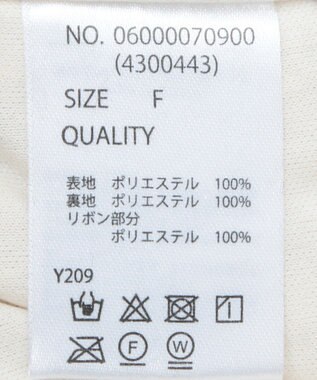 NO. 06000070900
(4300443)
SIZE F
QUALITY
表地 ポリエステル 100%
裏地 ポリエステル 100%
リボン部分
ポリエステル 100%
Y209
F W